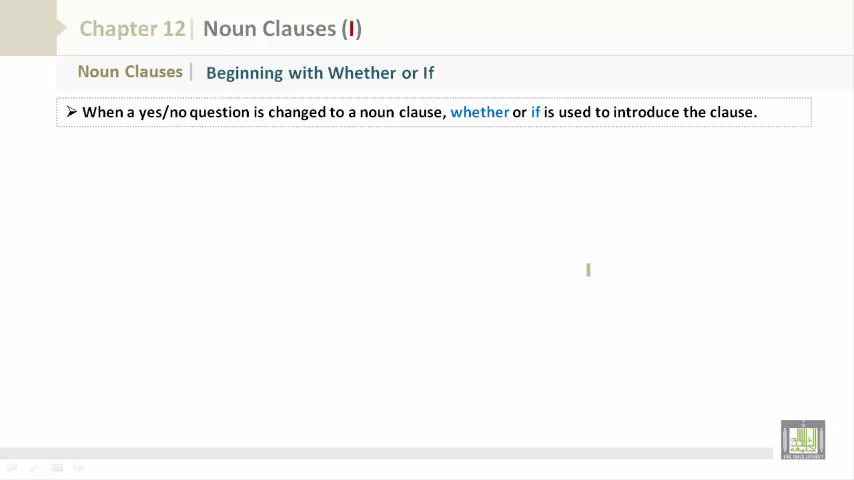 Chapter 12| Noun Clauses (I)
Noun Clauses | Beginning with Whether or If
➢ When a yes/no question is changed to a noun clause, whether or if is used to introduce the clause.